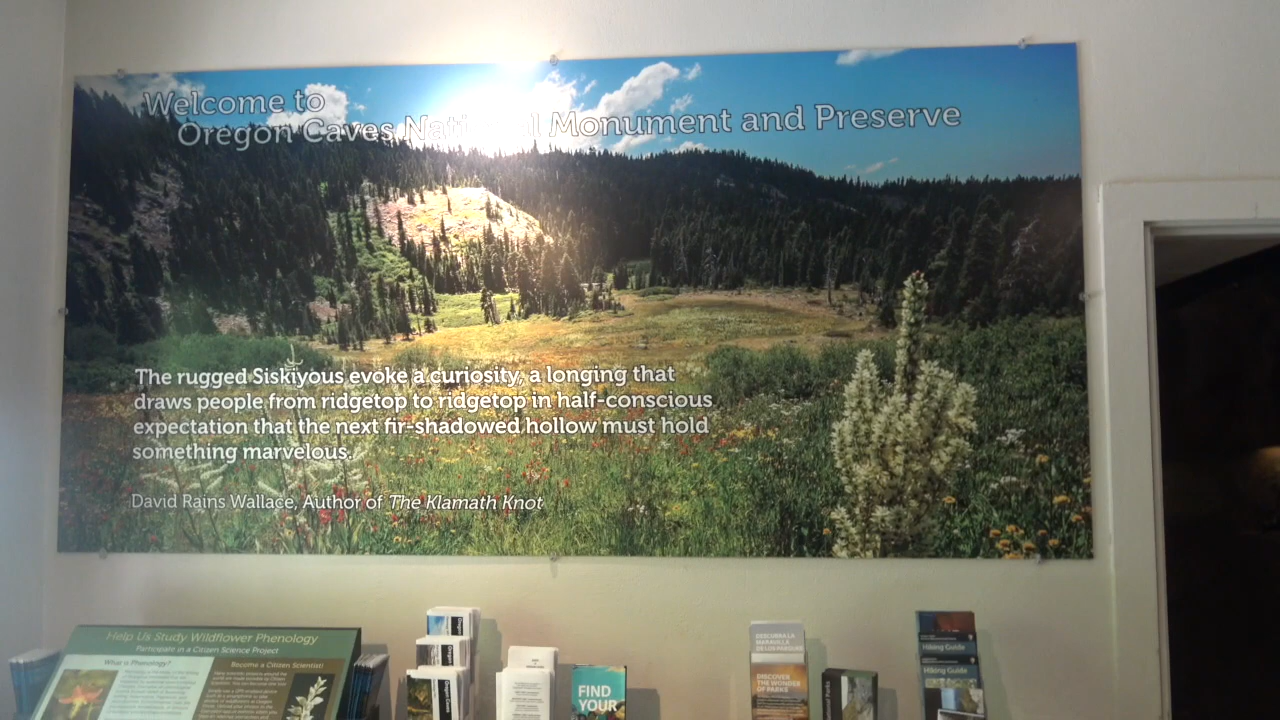 Welcome to
Oregon Caves National Monument and Preserve
The rugged Siskiyous evoke a curiosity, a longing that
draws people from ridgetop to ridgetop in half-conscious
expectation that the next fir-shadowed hollow must hold
something marvelous.
David Rains Wallace, Author of The Klamath Knot
Help Us Study Wildflower Phenology
Participate in a Citizen Science Project
What is Phenology?
Become a Citizen Scientist!
FIND
YOUR
DESCUBRA LA
MARAVILLA
DE LOS PARQUES
DISCOVER THE
WONDER OF
PARKS
Hiking Guide
Hiking Guide